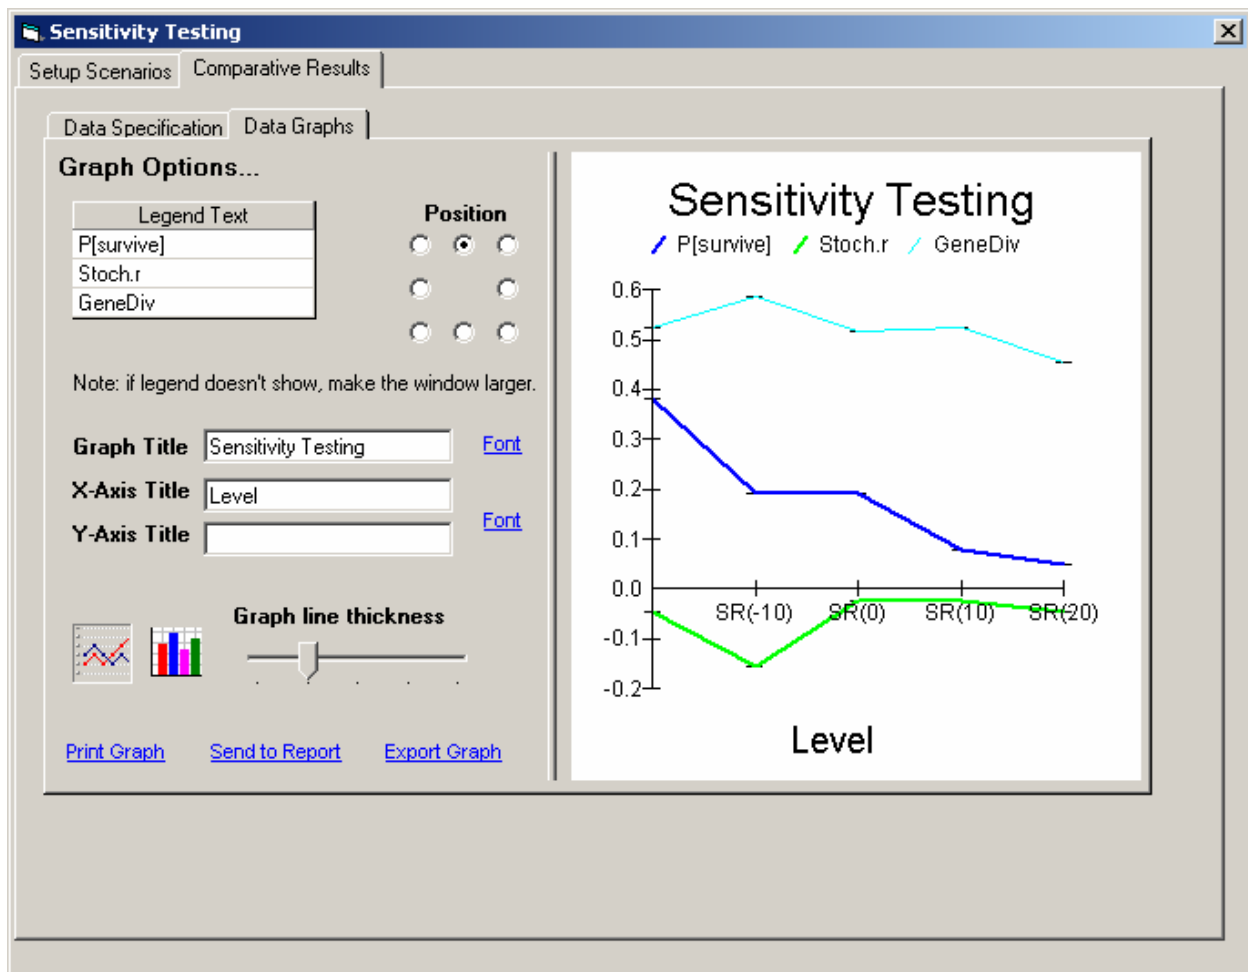 Sensitivity Testing
Setup Scenarios
Comparative Results
Data Specification
Data Graphs
Graph Options...
Legend Text
P[survive]
Stoch.r
GeneDiv
Position
Note: if legend doesn't show, make the window larger.
Graph Title
Sensitivity Testing
Font
X-Axis Title
Level
Y-Axis Title
Font
Graph line thickness
Print Graph
Send to Report
Export Graph
Sensitivity Testing
P[survive] Stoch.r GeneDiv
0.6
0.5
0.4
0.3
0.2
0.1
0.0
SR(-10) SR(0) SR(10) SR(20)
-0.1
-0.2
Level